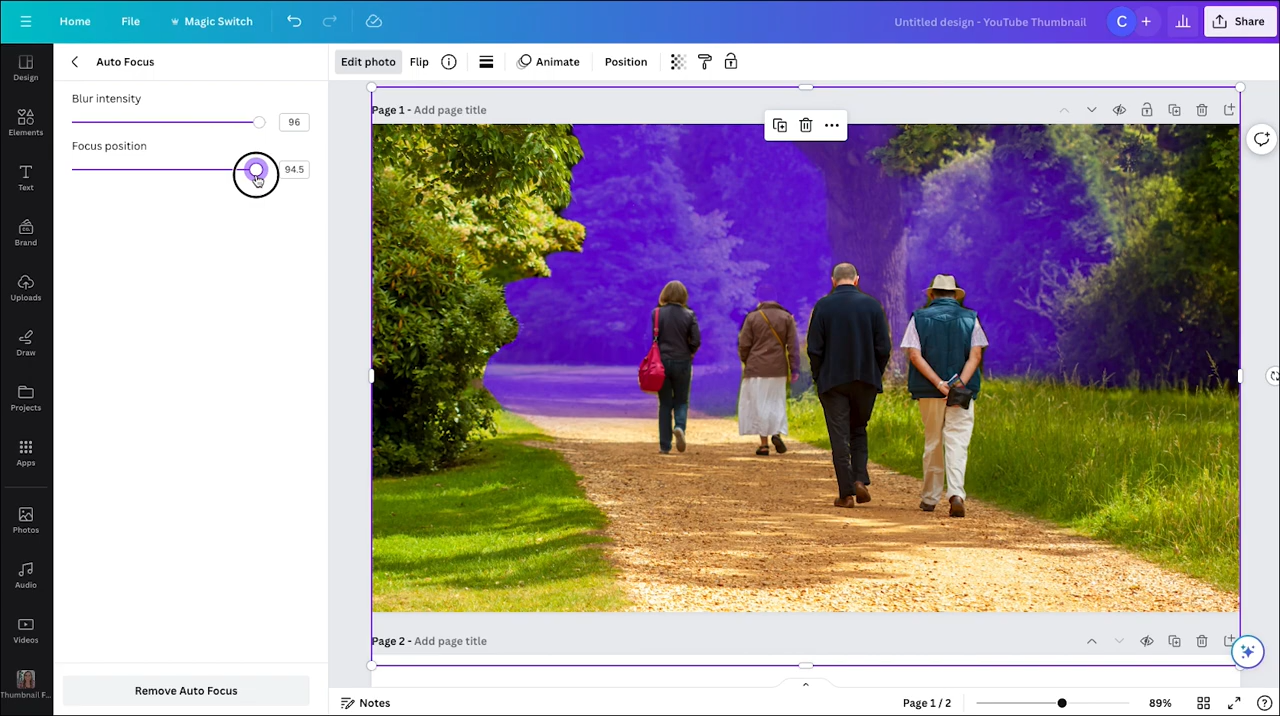 Home
File
Magic Switch
Untitled design - YouTube Thumbnail
C
Share
Design
Elements
Text
Brand
Uploads
Draw
Projects
Apps
Photos
Audio
Videos
Thumbnail F...
Auto Focus
Blur intensity
96
Focus position
94.5
Remove Auto Focus
Edit photo
Flip
Animate
Position
Page 1 - Add page title
Page 2 - Add page title
Notes
Page 1 / 2
89%